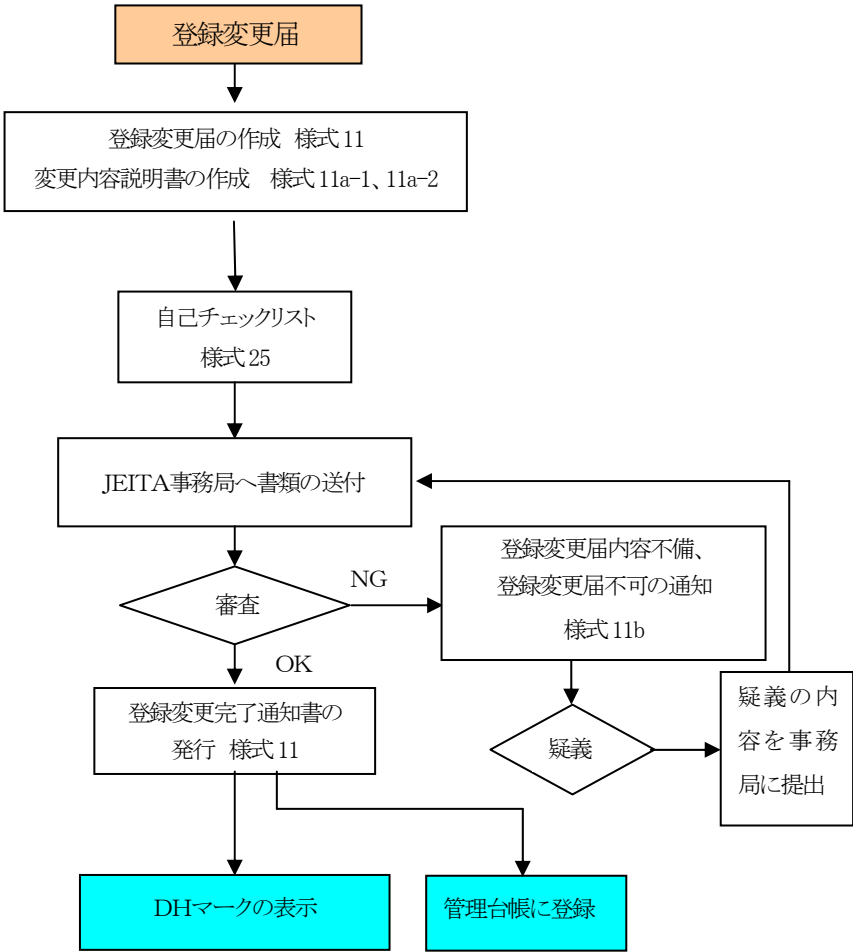 登録変更届
登録変更届の作成 様式11
変更内容説明書の作成 様式11a-1、11a-2
自己チェックリスト
様式25
JEITA事務局へ書類の送付
審査
NG
登録変更届内容不備、
登録変更届不可の通知
様式11b
OK
登録変更完了通知書の
発行 様式11
疑義
疑義の内
容を事務
局に提出
DHマークの表示
管理台帳に登録